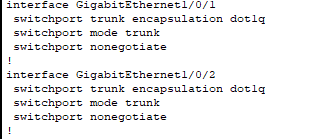 interface GigabitEthernet1/0/1
 switchport trunk encapsulation dot1q
 switchport mode trunk
 switchport nonegotiate
!
interface GigabitEthernet1/0/2
 switchport trunk encapsulation dot1q
 switchport mode trunk
 switchport nonegotiate
!